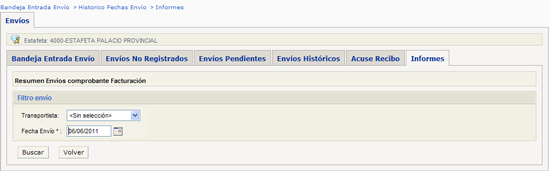 Bandeja Entrada Envío > Historico Fechas Envío > Informes
Envíos
Estafeta: 4000-ESTAFETA PALACIO PROVINCIAL
Bandeja Entrada Envio Envíos No Registrados Envíos Pendientes Envíos Históricos Acuse Recibo Informes
Resumen Envíos comprobante Facturación
Filtro envío
Transportista: <Sin selección>
Fecha Envío * : 06/06/2011
Buscar Volver